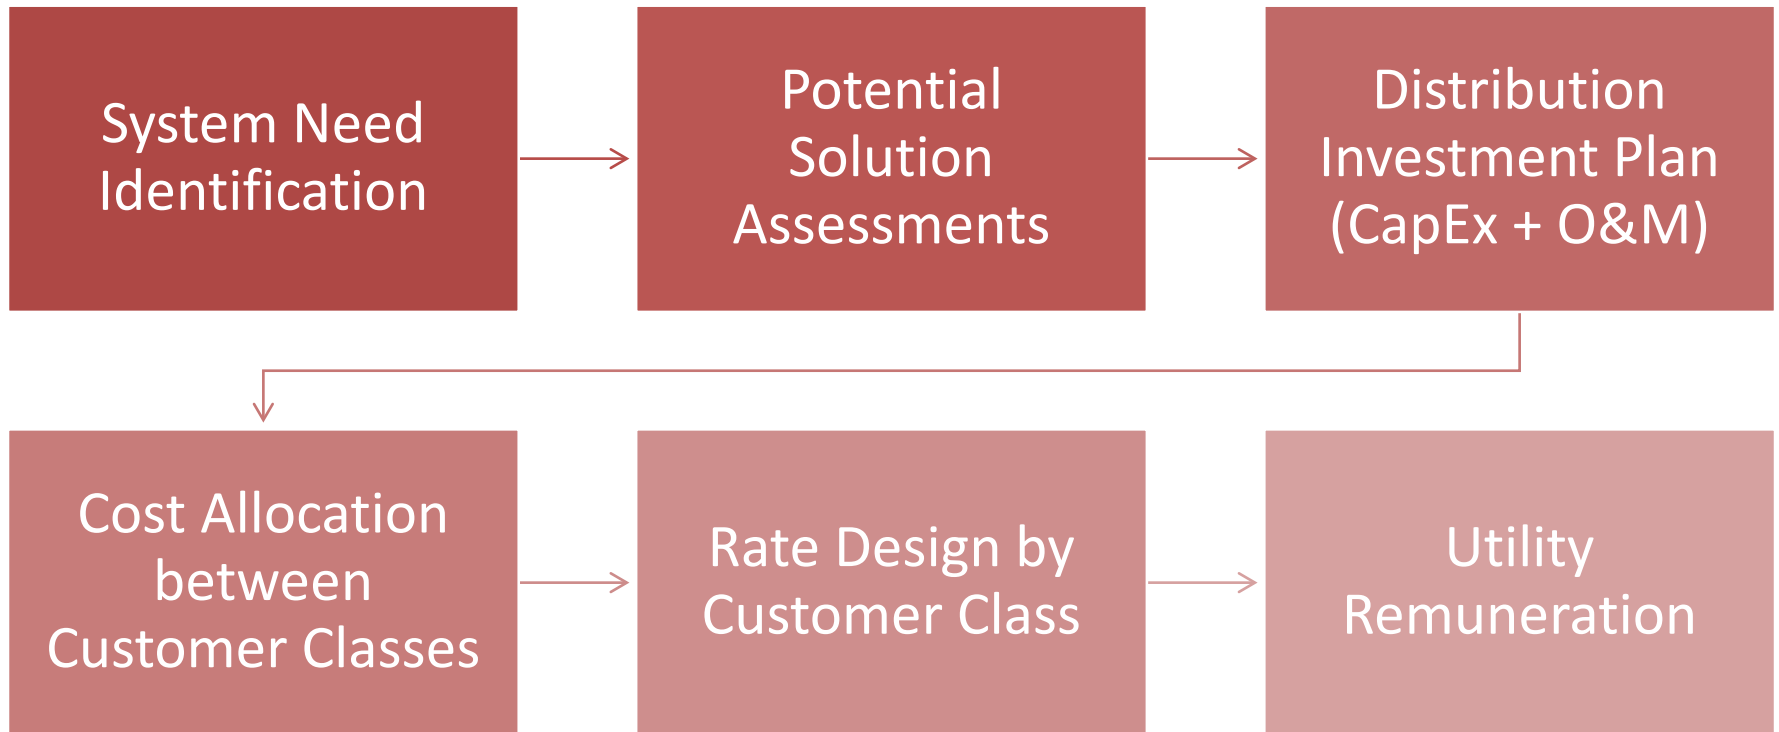 System Need
Identification
Potential
Solution
Assessments
Distribution
Investment Plan
(CapEx + O&M)
Cost Allocation
between
Customer Classes
Rate Design by
Customer Class
Utility
Remuneration